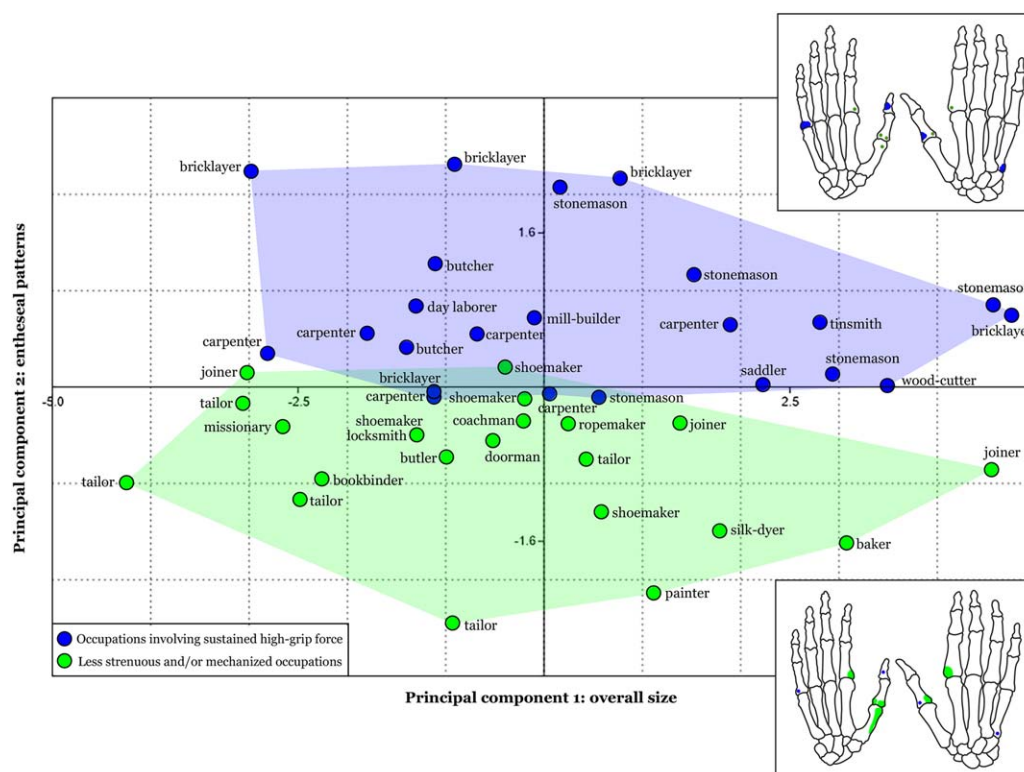 bricklayer
bricklayer
bricklayer
stonemason
1.6
butcher
stonemason
stonemaso
day laborer
mill-builder
carpenter
tinsmith
bricklaye
carpenter
carpenter
butcher
carpenter
stonemason
joiner
shoemaker
saddler
wood-cutter
bricklayer
-5.0
-2.5
2.5
carpenter
shoemaker
carpenter
stonemason
tailor
missionary
shoemaker
locksmith
coachman
ropemaker
joiner
butler
doorman
tailor
joiner
tailor
bookbinder
tailor
shoemaker
silk-dyer
-1.6
baker
painter
tailor
Principal component 2: entheseal patterns
Occupations involving sustained high-grip force
Less strenuous and/or mechanized occupations
Principal component 1: overall size